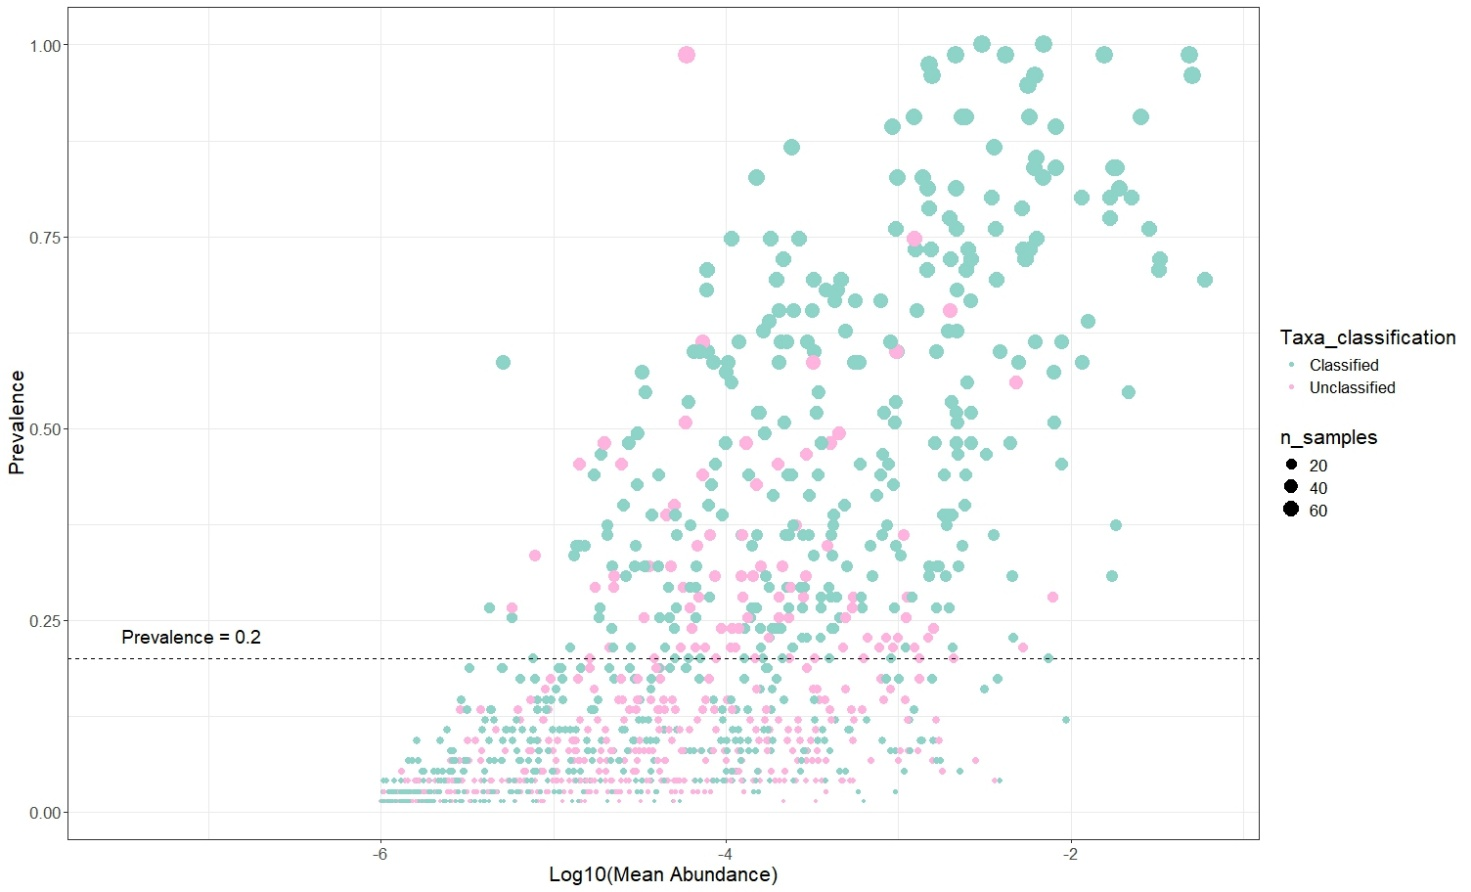 1.00
0.75
0.50
0.25
0.00
Prevalence
Prevalence = 0.2
-6
-4
-2
Log10(Mean Abundance)
Taxa_classification
Classified
Unclassified
n_samples
20
40
60